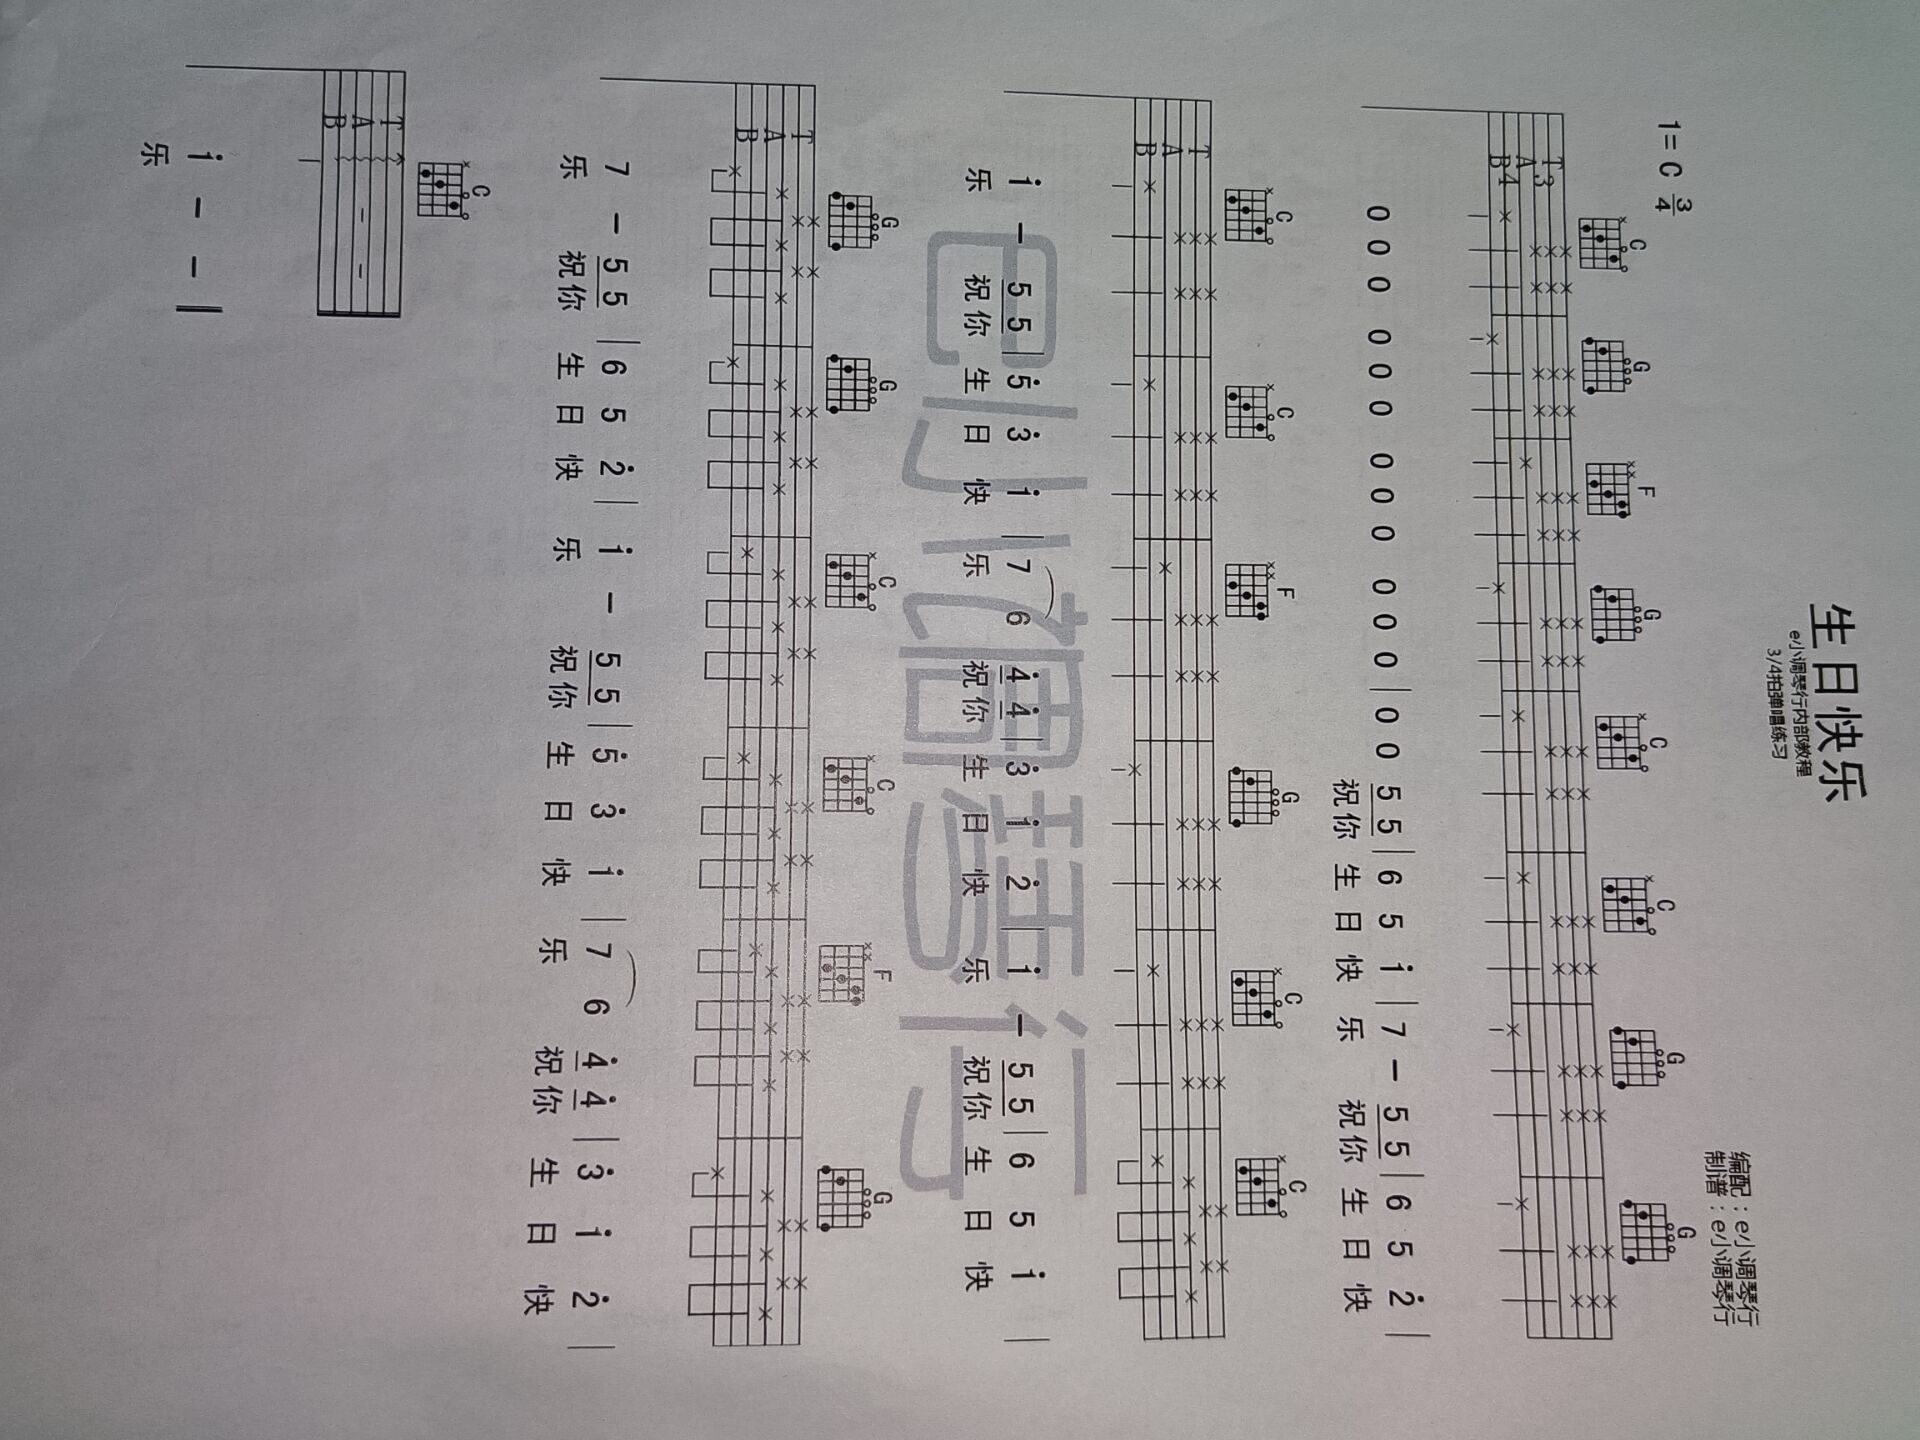 生日快乐
e小调琴行内部教程
3/4拍弹唱练习
编配：e小调琴行
制谱：e小调琴行
1= C 3/4
C G F G C C G G
T 3
A
B 4
0 0 0 0 0 0 0 0 0 0 0 0 | 0 0 5 5 | 6 5 i | 7 － 5 5 | 6 5 2̇ |
祝 你 生 日 快 乐 祝 你 生 日 快
C C F G C C
T
A
B
i － 5 5 | 5̇ 3̇ i | 7 6 4̇ 4̇ | 3̇ i 2̇ | i － 5 5 | 6 5 i |
乐 祝 你 生 日 快 乐 祝 你 生 日 快 乐 祝 你 生 日 快
e小调琴行
G G C C F G
T
A
B
7 － 5 5 | 6 5 2̇ | i － 5 5 | 5̇ 3̇ i | 7 6 4̇ 4̇ | 3̇ i 2̇ |
乐 祝 你 生 日 快 乐 祝 你 生 日 快 乐 祝 你 生 日 快
C
T
A
B
i － －
乐